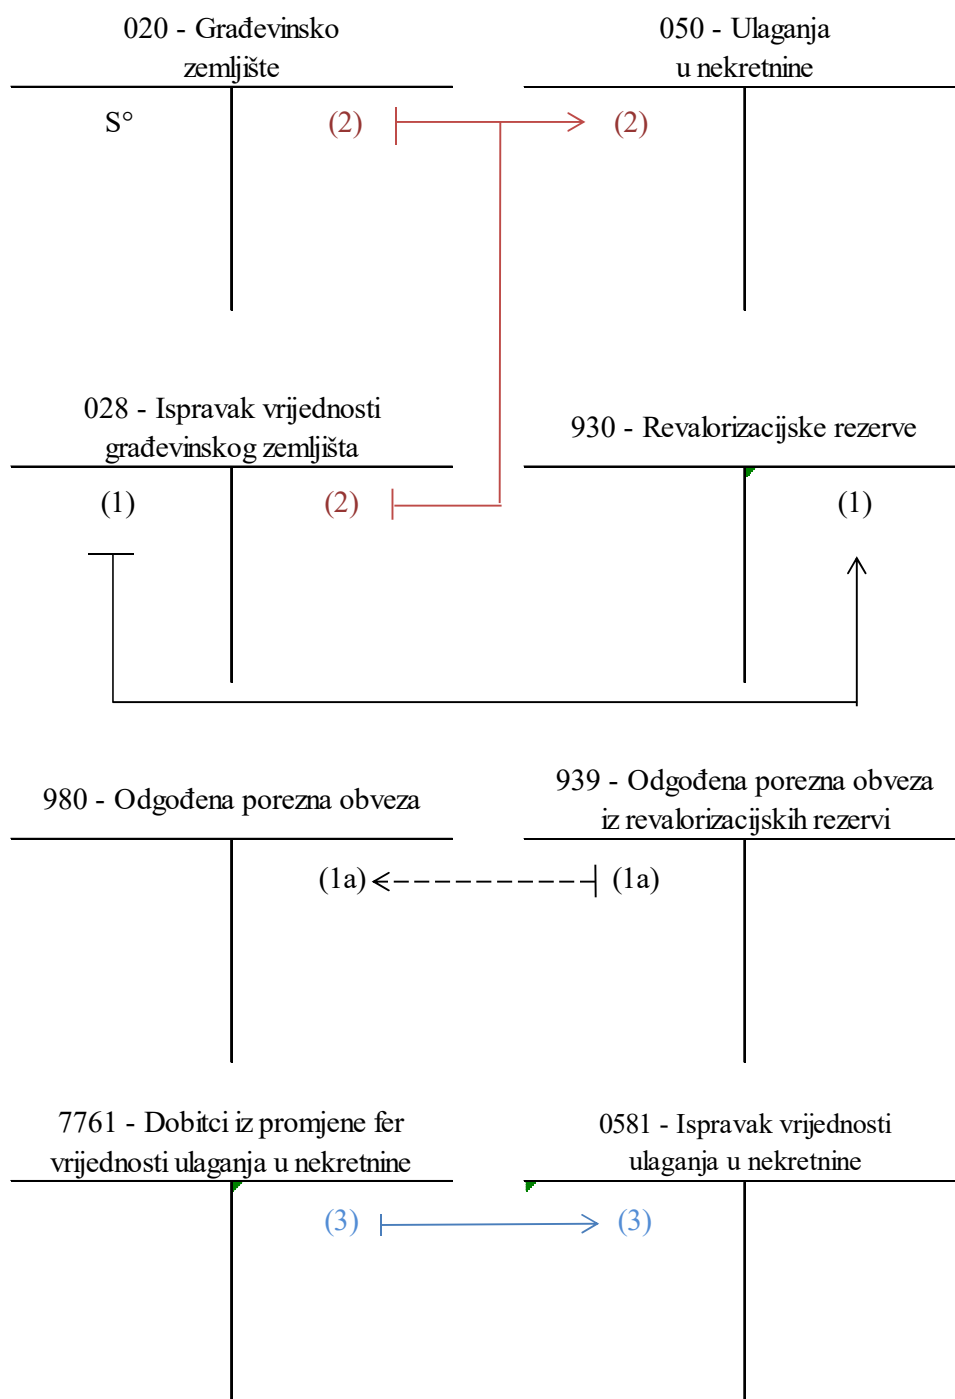 020 - Građevinsko
zemljište
050 - Ulaganja
u nekretnine
S°
(2)
(2)
028 - Ispravak vrijednosti
građevinskog zemljišta
930 - Revalorizacijske rezerve
(1)
(2)
(1)
980 - Odgođena porezna obveza
939 - Odgođena porezna obveza
iz revalorizacijskih rezervi
(1a)
(1a)
7761 - Dobitci iz promjene fer
vrijednosti ulaganja u nekretnine
0581 - Ispravak vrijednosti
ulaganja u nekretnine
(3)
(3)